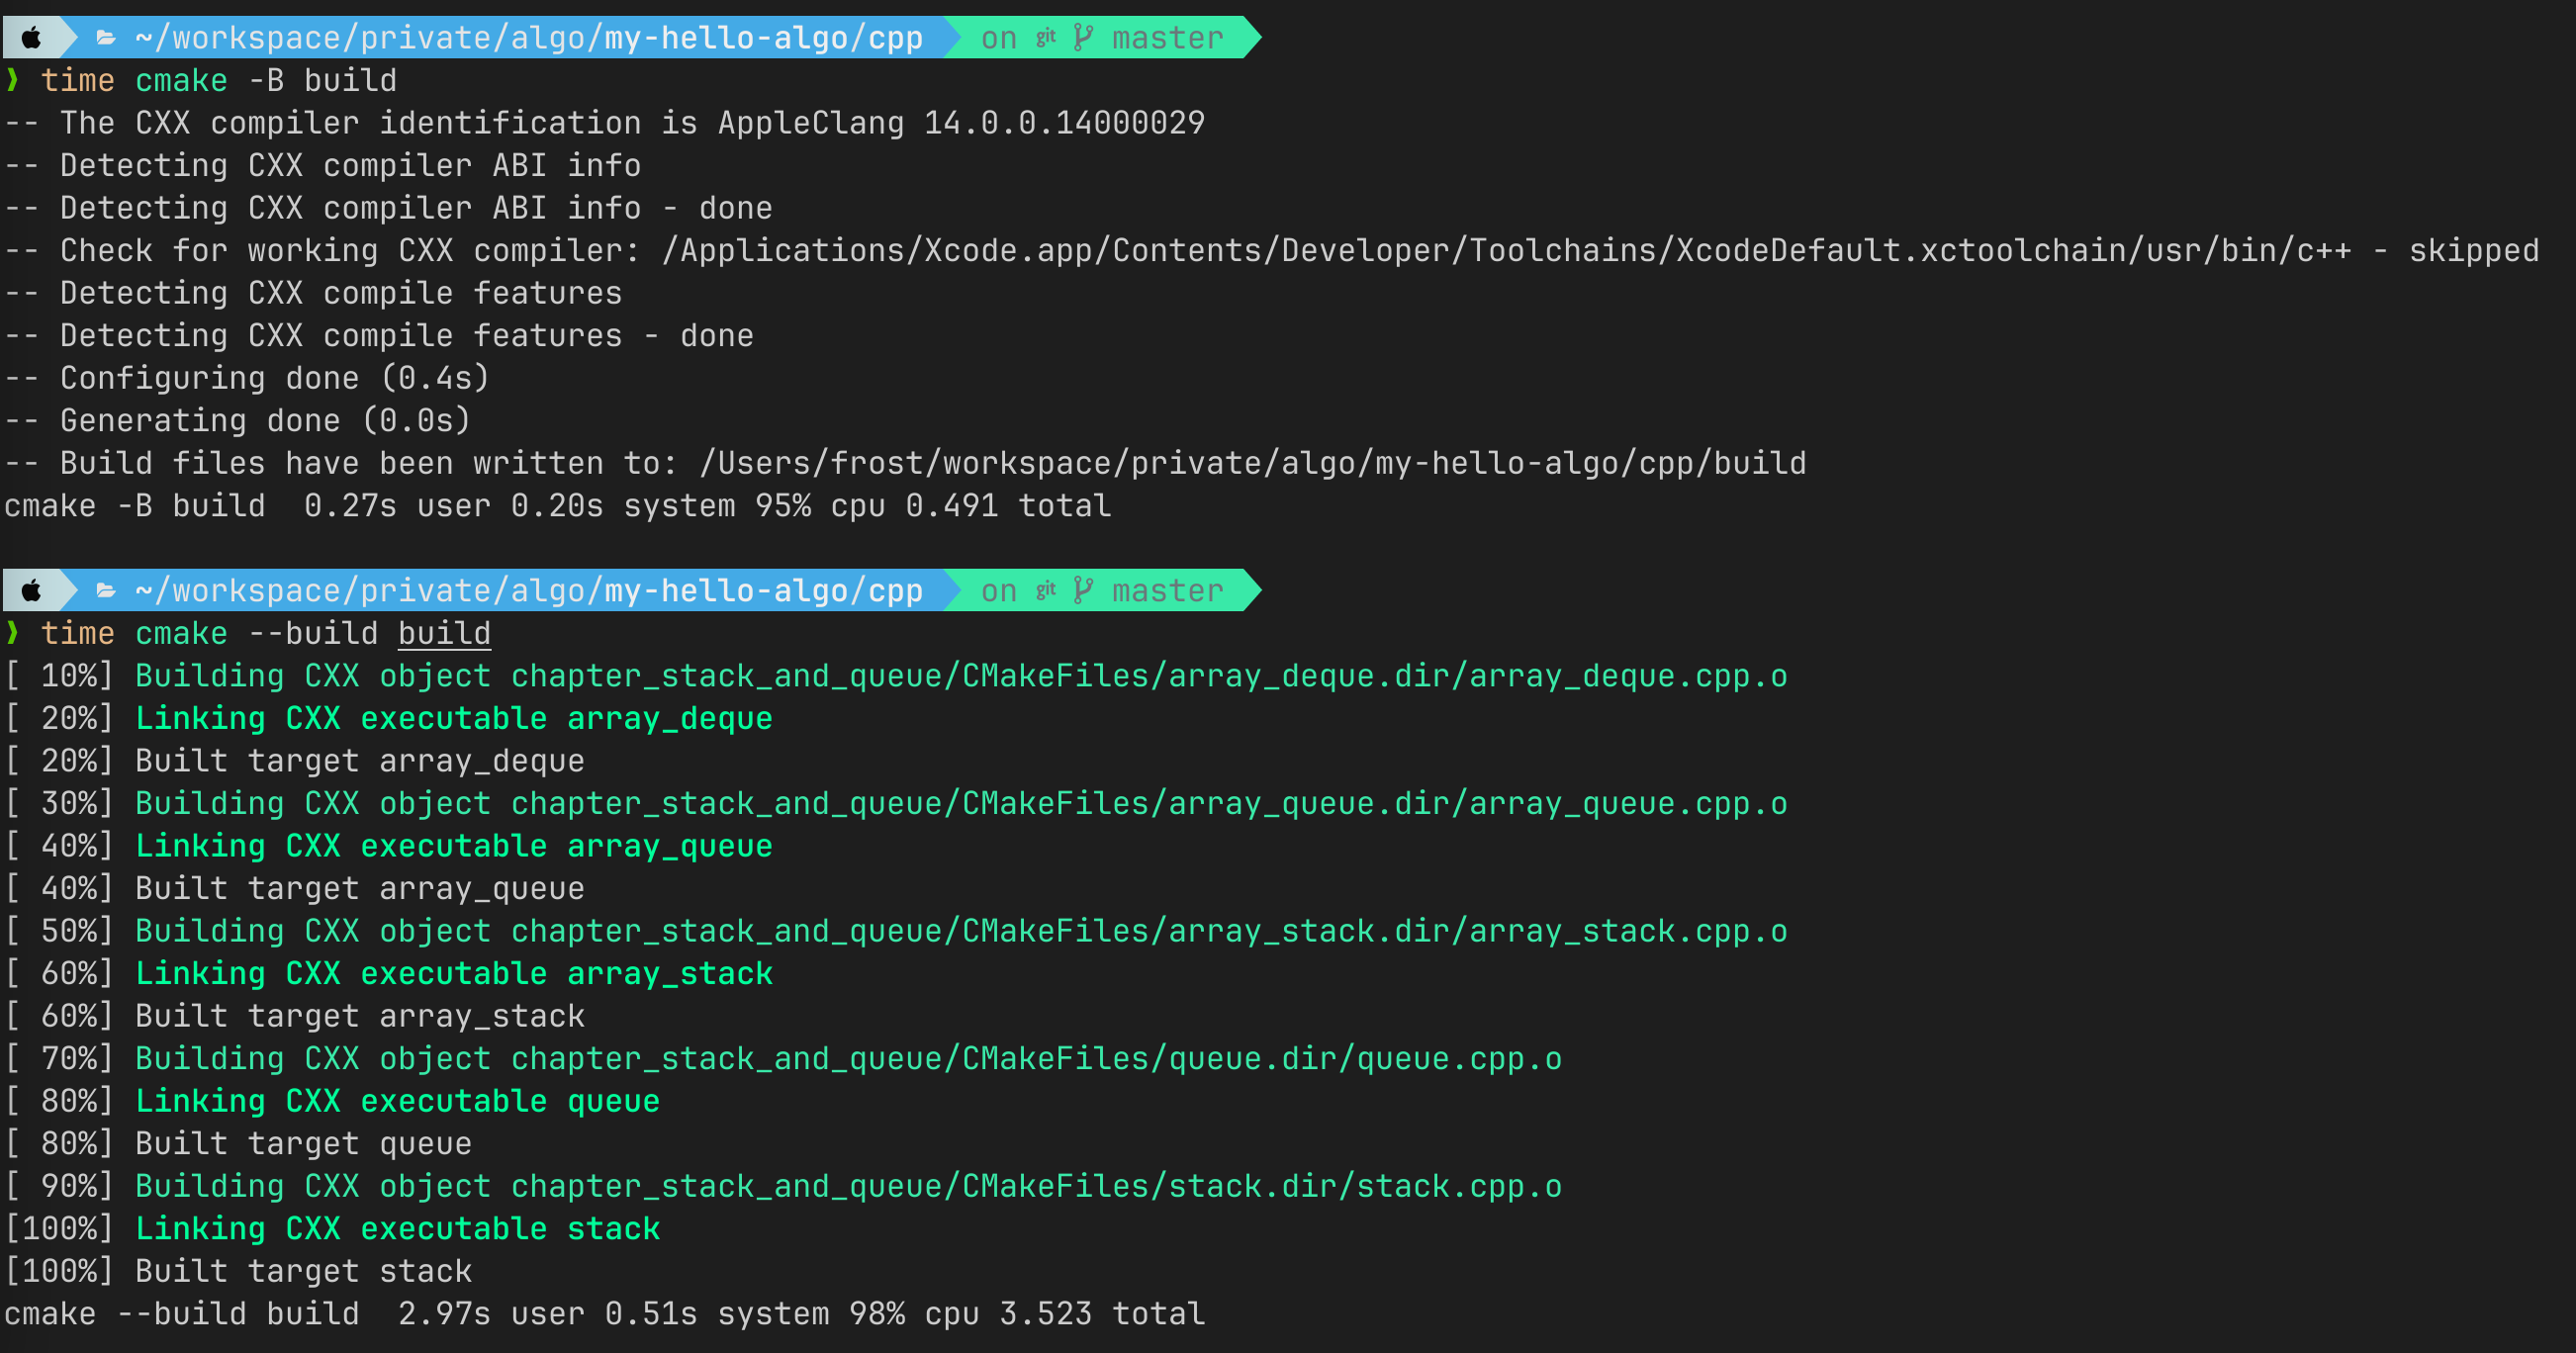 ~/workspace/private/algo/my-hello-algo/cpp on git master
❯ time cmake -B build
-- The CXX compiler identification is AppleClang 14.0.0.14000029
-- Detecting CXX compiler ABI info
-- Detecting CXX compiler ABI info - done
-- Check for working CXX compiler: /Applications/Xcode.app/Contents/Developer/Toolchains/XcodeDefault.xctoolchain/usr/bin/c++ - skipped
-- Detecting CXX compile features
-- Detecting CXX compile features - done
-- Configuring done (0.4s)
-- Generating done (0.0s)
-- Build files have been written to: /Users/frost/workspace/private/algo/my-hello-algo/cpp/build
cmake -B build  0.27s user 0.20s system 95% cpu 0.491 total
~/workspace/private/algo/my-hello-algo/cpp on git master
❯ time cmake --build build
[ 10%] Building CXX object chapter_stack_and_queue/CMakeFiles/array_deque.dir/array_deque.cpp.o
[ 20%] Linking CXX executable array_deque
[ 20%] Built target array_deque
[ 30%] Building CXX object chapter_stack_and_queue/CMakeFiles/array_queue.dir/array_queue.cpp.o
[ 40%] Linking CXX executable array_queue
[ 40%] Built target array_queue
[ 50%] Building CXX object chapter_stack_and_queue/CMakeFiles/array_stack.dir/array_stack.cpp.o
[ 60%] Linking CXX executable array_stack
[ 60%] Built target array_stack
[ 70%] Building CXX object chapter_stack_and_queue/CMakeFiles/queue.dir/queue.cpp.o
[ 80%] Linking CXX executable queue
[ 80%] Built target queue
[ 90%] Building CXX object chapter_stack_and_queue/CMakeFiles/stack.dir/stack.cpp.o
[100%] Linking CXX executable stack
[100%] Built target stack
cmake --build build  2.97s user 0.51s system 98% cpu 3.523 total